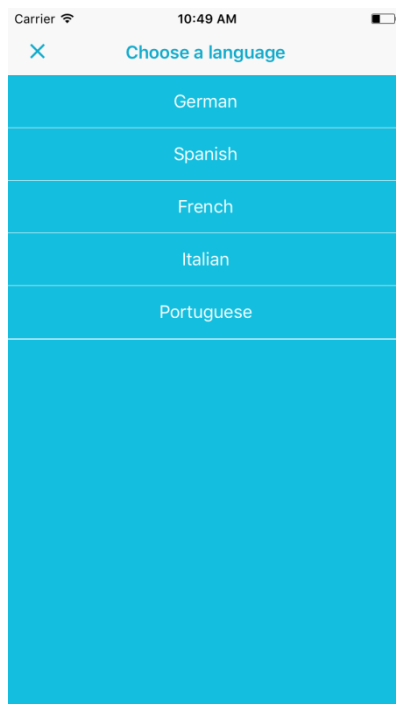 Carrier 10:49 AM
Choose a language
German
Spanish
French
Italian
Portuguese